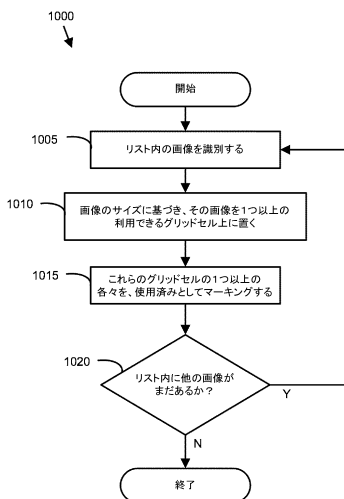 1000
開始
1005
リスト内の画像を識別する
1010
画像のサイズに基づき、その画像を1つ以上の
利用できるグリッドセル上に置く
1015
これらのグリッドセルの1つ以上の
各々を、使用済みとしてマーキングする
1020
リスト内に他の画像が
まだあるか?
Y
N
終了